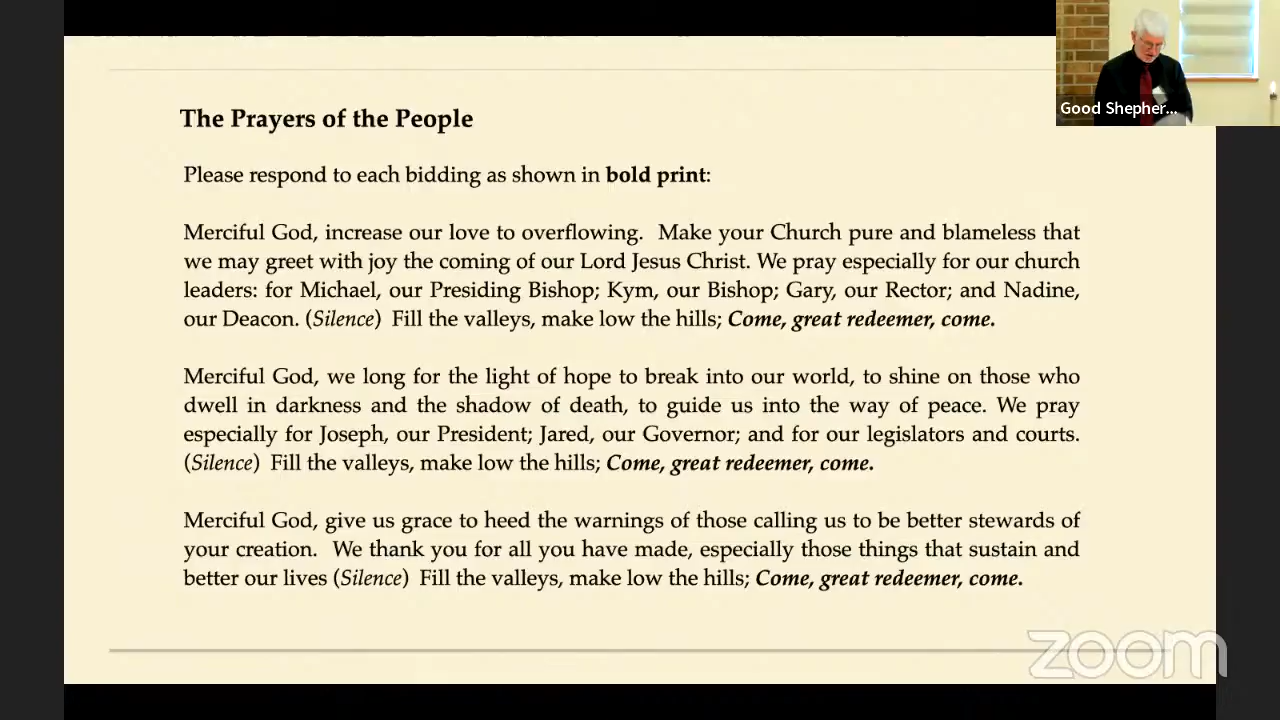 Good Shepher...
The Prayers of the People
Please respond to each bidding as shown in bold print:
Merciful God, increase our love to overflowing. Make your Church pure and blameless that
we may greet with joy the coming of our Lord Jesus Christ. We pray especially for our church
leaders: for Michael, our Presiding Bishop; Kym, our Bishop; Gary, our Rector; and Nadine,
our Deacon. (Silence) Fill the valleys, make low the hills; Come, great redeemer, come.
Merciful God, we long for the light of hope to break into our world, to shine on those who
dwell in darkness and the shadow of death, to guide us into the way of peace. We pray
especially for Joseph, our President; Jared, our Governor; and for our legislators and courts.
(Silence) Fill the valleys, make low the hills; Come, great redeemer, come.
Merciful God, give us grace to heed the warnings of those calling us to be better stewards of
your creation. We thank you for all you have made, especially those things that sustain and
better our lives (Silence) Fill the valleys, make low the hills; Come, great redeemer, come.
zoom